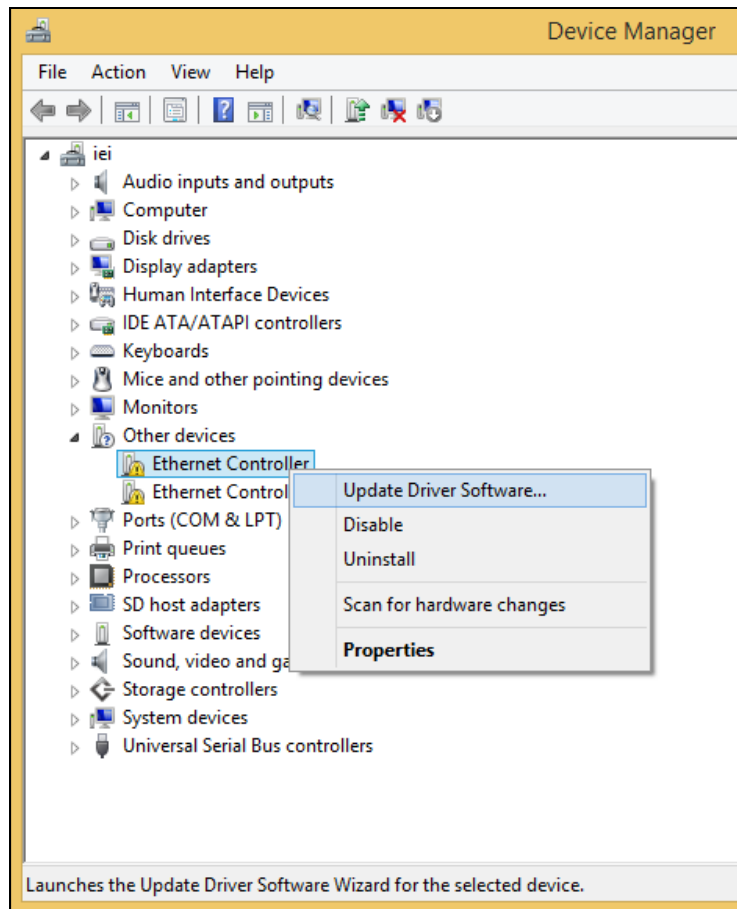 Device Manager
File Action View Help
iei
Audio inputs and outputs
Computer
Disk drives
Display adapters
Human Interface Devices
IDE ATA/ATAPI controllers
Keyboards
Mice and other pointing devices
Monitors
Other devices
Ethernet Controller
Ethernet Control
Update Driver Software...
Disable
Uninstall
Scan for hardware changes
Properties
Ports (COM & LPT)
Print queues
Processors
SD host adapters
Software devices
Sound, video and ga
Storage controllers
System devices
Universal Serial Bus controllers
Launches the Update Driver Software Wizard for the selected device.